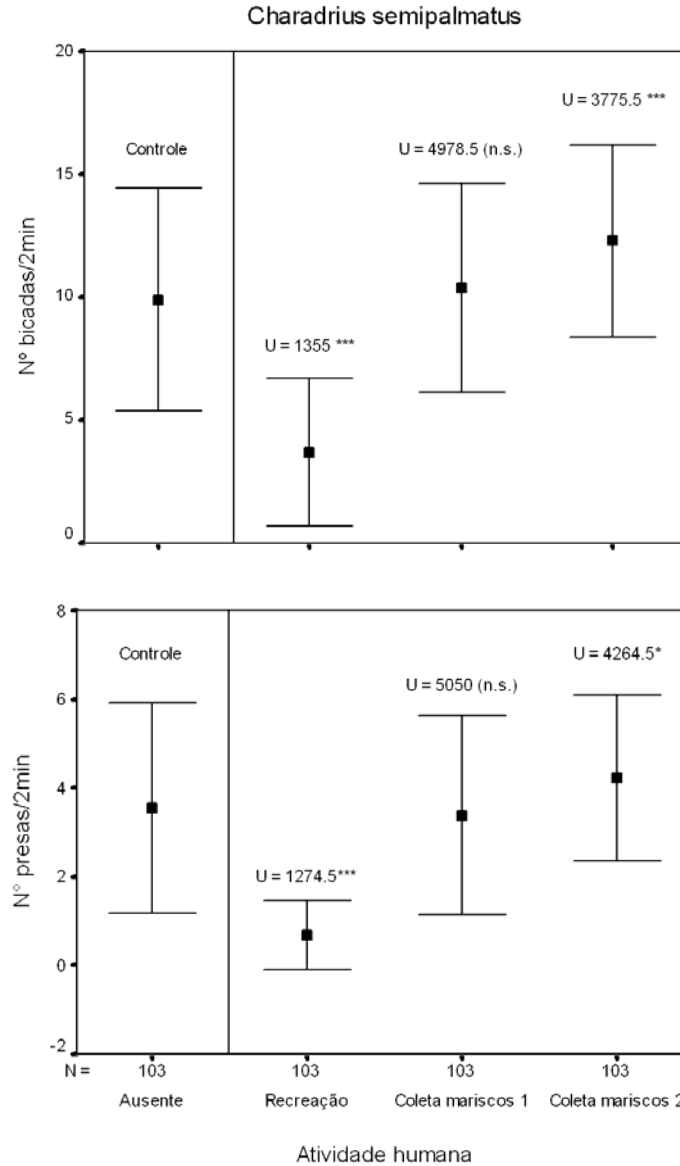 Charadrius semipalmatus
Nº bicadas/2min
20
15
10
5
0
Controle
U = 1355 ***
U = 4978.5 (n.s.)
U = 3775.5 ***
N° presas/2min
8
6
4
2
0
-2
Controle
U = 1274.5***
U = 5050 (n.s.)
U = 4264.5*
N = 103 103 103 103
Ausente Recreação Coleta mariscos 1 Coleta mariscos 2
Atividade humana